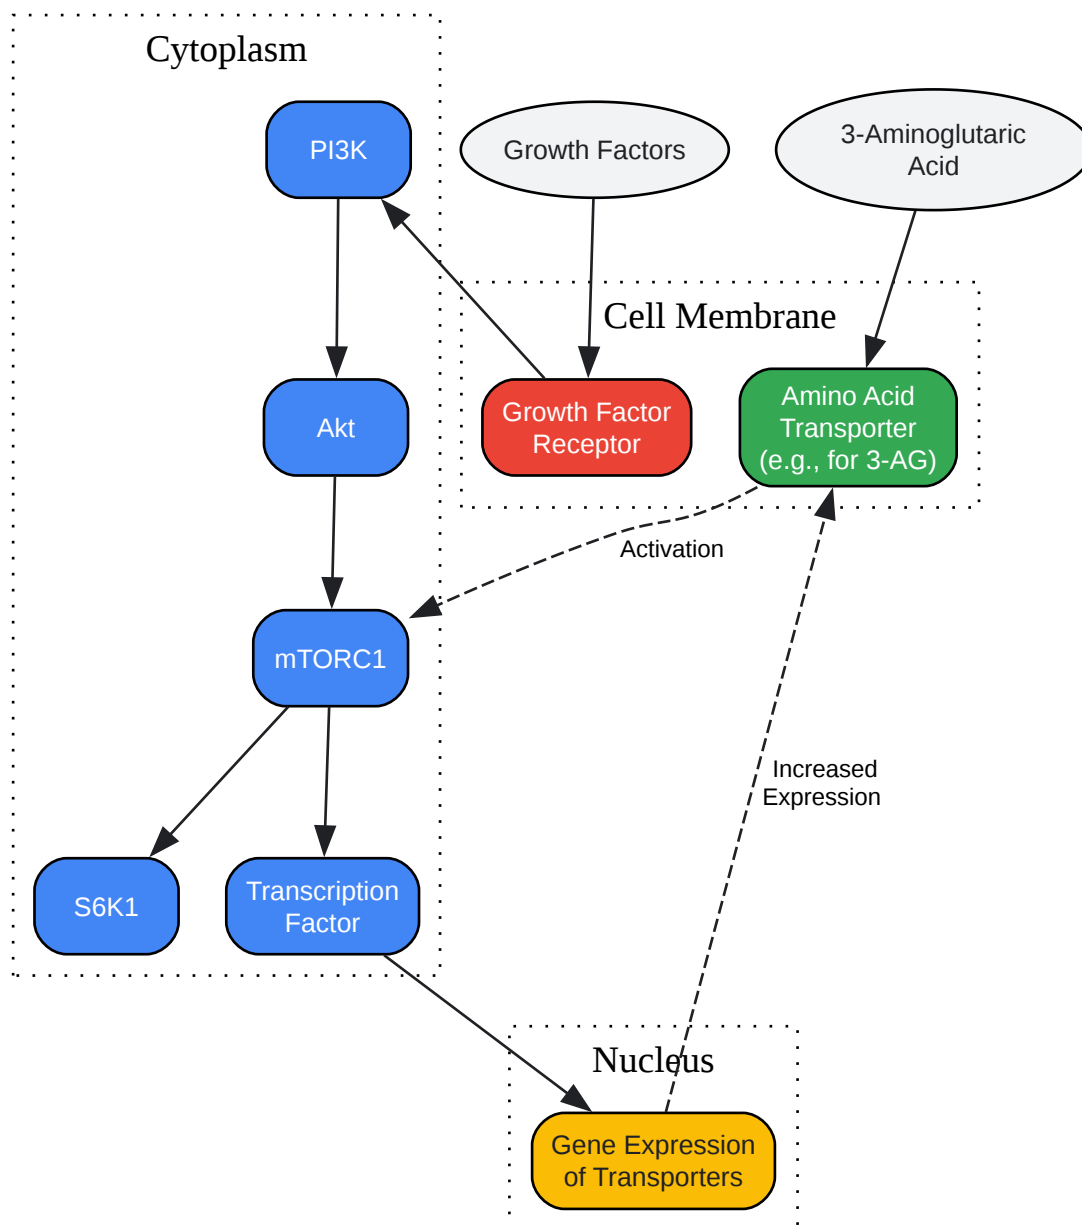 Cytoplasm
PI3K
Growth Factors
3-Aminoglutaric
Acid
Cell Membrane
Akt
Growth Factor
Receptor
Amino Acid
Transporter
(e.g., for 3-AG)
Activation
mTORC1
Increased
Expression
S6K1
Transcription
Factor
Nucleus
Gene Expression
of Transporters